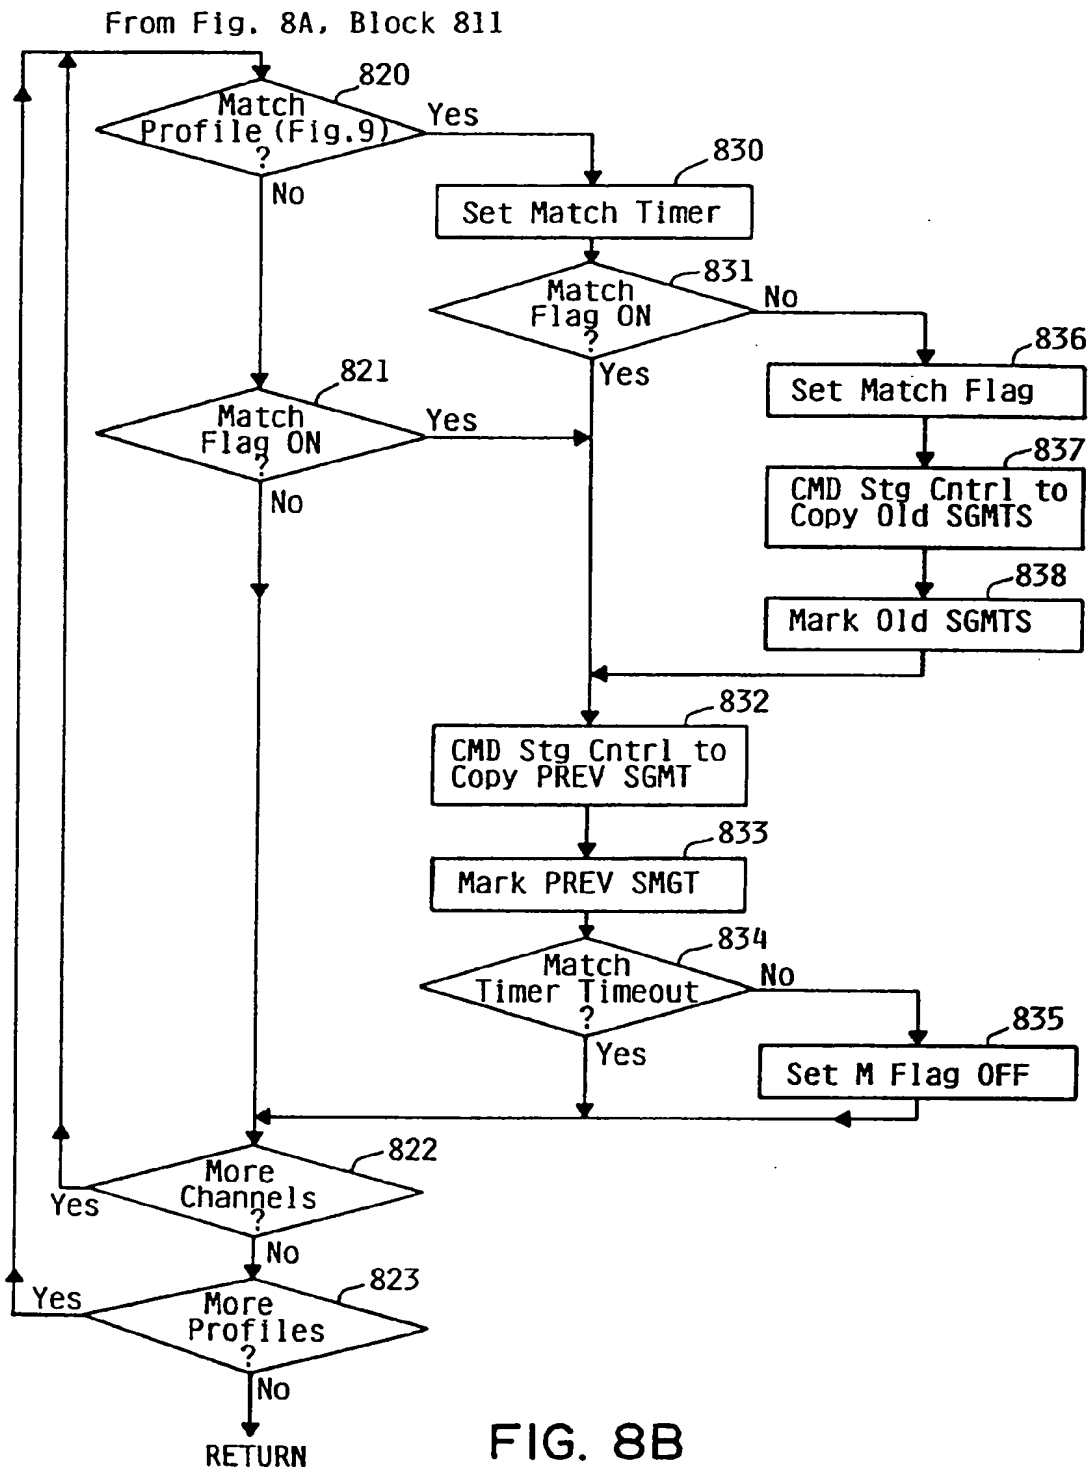 From Fig. 8A, Block 811
820
Match
Profile (Fig.9)
?
Yes
No
830
Set Match Timer
831
Match
Flag ON
?
No
Yes
836
Set Match Flag
821
Match
Flag ON
?
Yes
No
837
CMD Stg Cntrl to
Copy Old SGMTS
838
Mark Old SGMTS
832
CMD Stg Cntrl to
Copy PREV SGMT
833
Mark PREV SMGT
834
Match
Timer Timeout
?
No
Yes
835
Set M Flag OFF
822
More
Channels
?
Yes
No
823
More
Profiles
?
Yes
No
RETURN
FIG. 8B